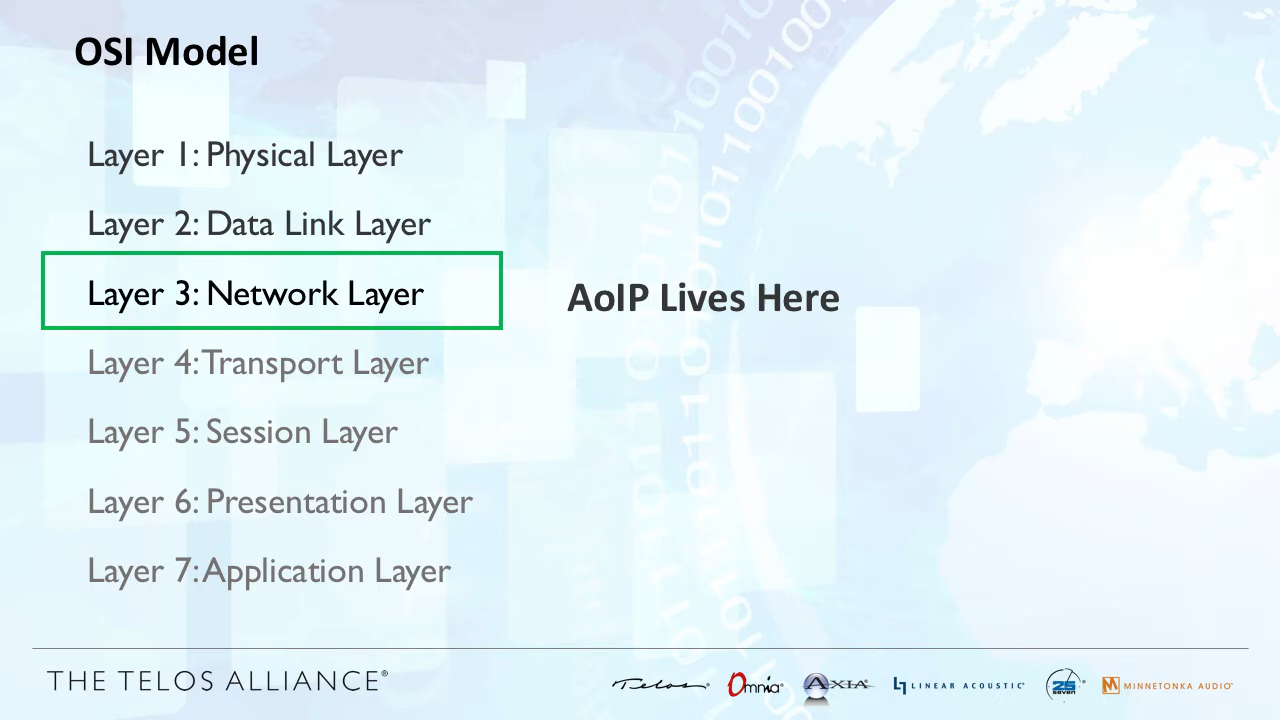 OSI Model
Layer 1: Physical Layer
Layer 2: Data Link Layer
Layer 3: Network Layer
AoIP Lives Here
Layer 4: Transport Layer
Layer 5: Session Layer
Layer 6: Presentation Layer
Layer 7: Application Layer
THE TELOS ALLIANCE®
Telos® Omnia® AXIA® LINEAR ACOUSTIC® 25 SEVEN® MINNETONKA AUDIO®